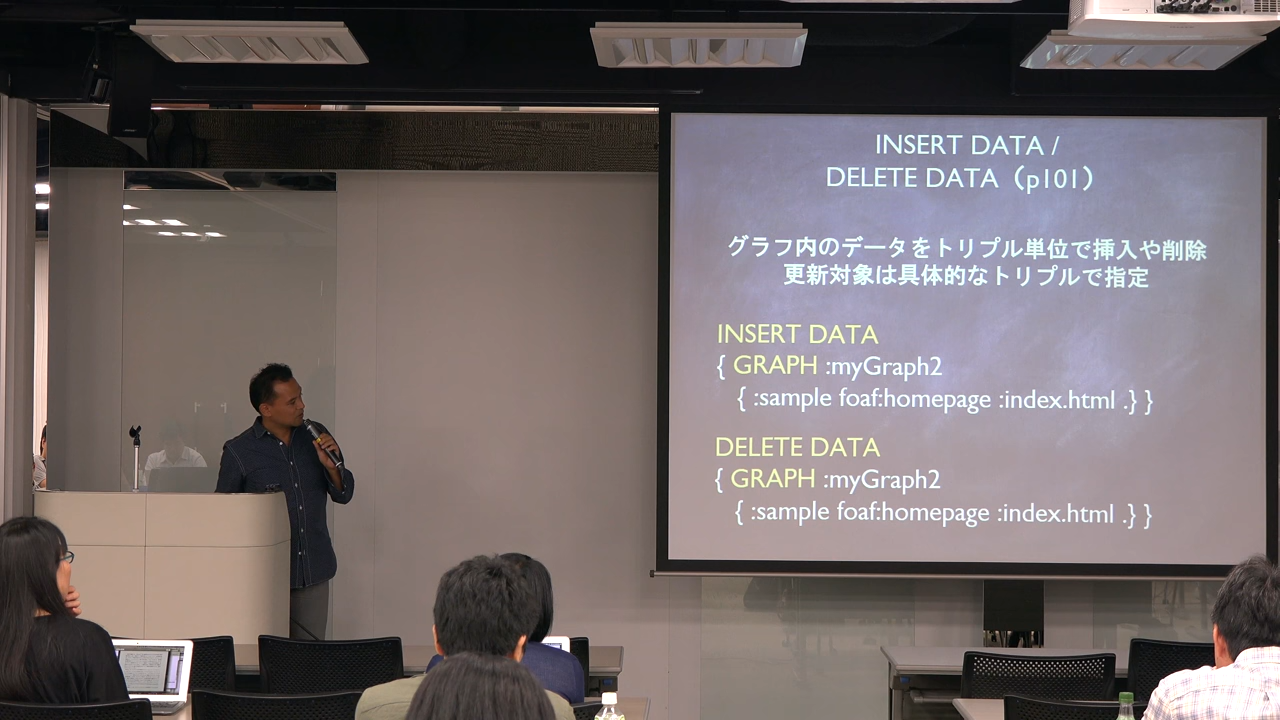 INSERT DATA /
DELETE DATA（p101）
グラフ内のデータをトリプル単位で挿入や削除
更新対象は具体的なトリプルで指定
INSERT DATA
{ GRAPH :myGraph2
{ :sample foaf:homepage :index.html .} }
DELETE DATA
{ GRAPH :myGraph2
{ :sample foaf:homepage :index.html .} }